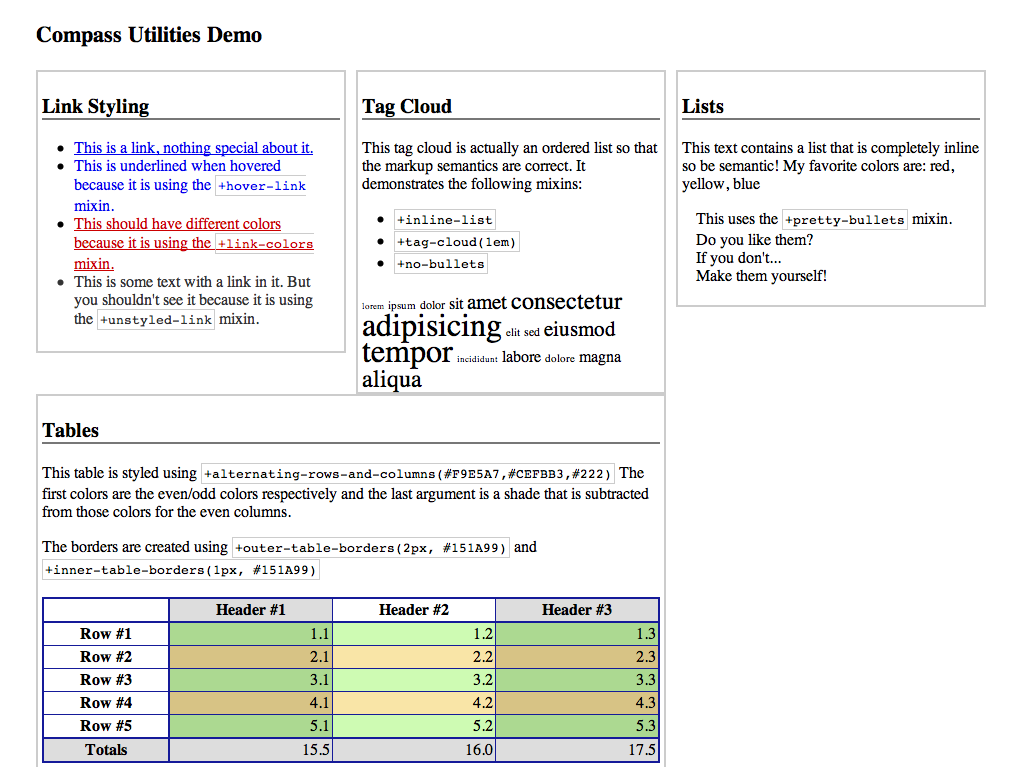 Compass Utilities Demo
Link Styling
This is a link, nothing special about it.
This is underlined when hovered
because it is using the +hover-link
mixin.
This should have different colors
because it is using the +link-colors
mixin.
This is some text with a link in it. But
you shouldn't see it because it is using
the +unstyled-link mixin.
Tag Cloud
This tag cloud is actually an ordered list so that
the markup semantics are correct. It
demonstrates the following mixins:
+inline-list
+tag-cloud(1em)
+no-bullets
lorem ipsum dolor sit amet consectetur
adipisicing elit sed eiusmod
tempor incididunt labore dolore magna
aliqua
Lists
This text contains a list that is completely inline
so be semantic! My favorite colors are: red,
yellow, blue
This uses the +pretty-bullets mixin.
Do you like them?
If you don't...
Make them yourself!
Tables
This table is styled using +alternating-rows-and-columns(#F9E5A7,#CEFBB3,#222) The
first colors are the even/odd colors respectively and the last argument is a shade that is subtracted
from those colors for the even columns.
The borders are created using +outer-table-borders(2px, #151A99) and
+inner-table-borders(1px, #151A99)
Header #1 Header #2 Header #3
Row #1 1.1 1.2 1.3
Row #2 2.1 2.2 2.3
Row #3 3.1 3.2 3.3
Row #4 4.1 4.2 4.3
Row #5 5.1 5.2 5.3
Totals 15.5 16.0 17.5